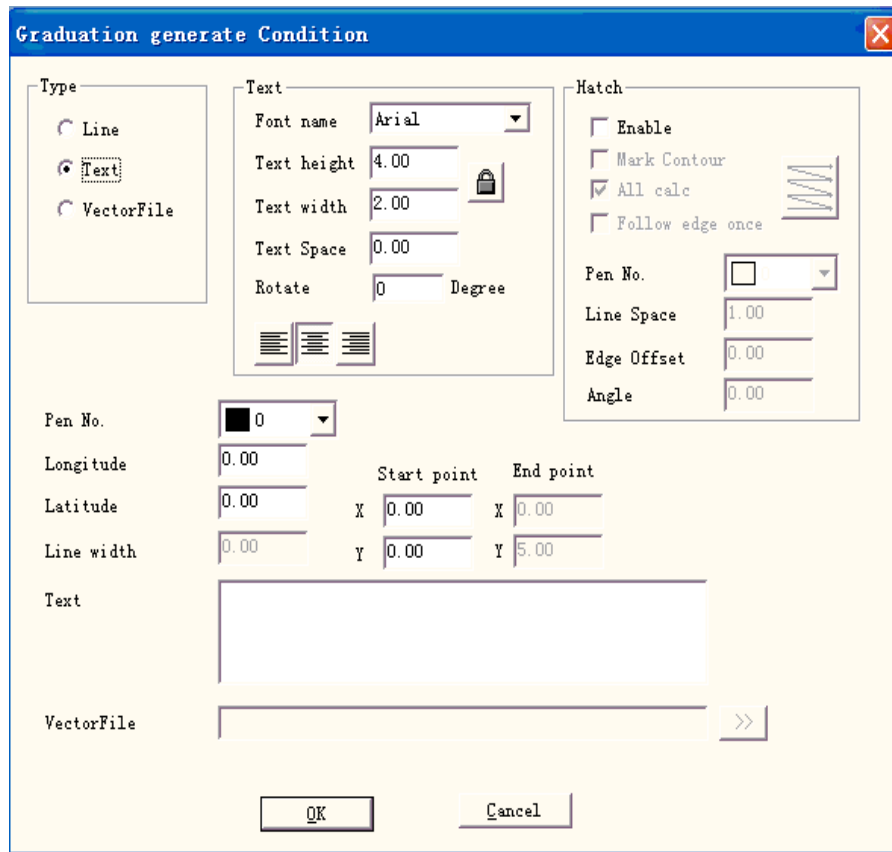 Graduation generate Condition
Type
Line
Text
VectorFile
Text
Font name Arial
Text height 4.00
Text width 2.00
Text Space 0.00
Rotate 0 Degree
Hatch
Enable
Mark Contour
All calc
Follow edge once
Pen No.
Line Space 1.00
Edge Offset 0.00
Angle 0.00
Pen No. 0
Longitude 0.00
Latitude 0.00
Line width 0.00
Start point End point
X 0.00 X 0.00
Y 0.00 Y 5.00
Text
VectorFile >>
OK Cancel